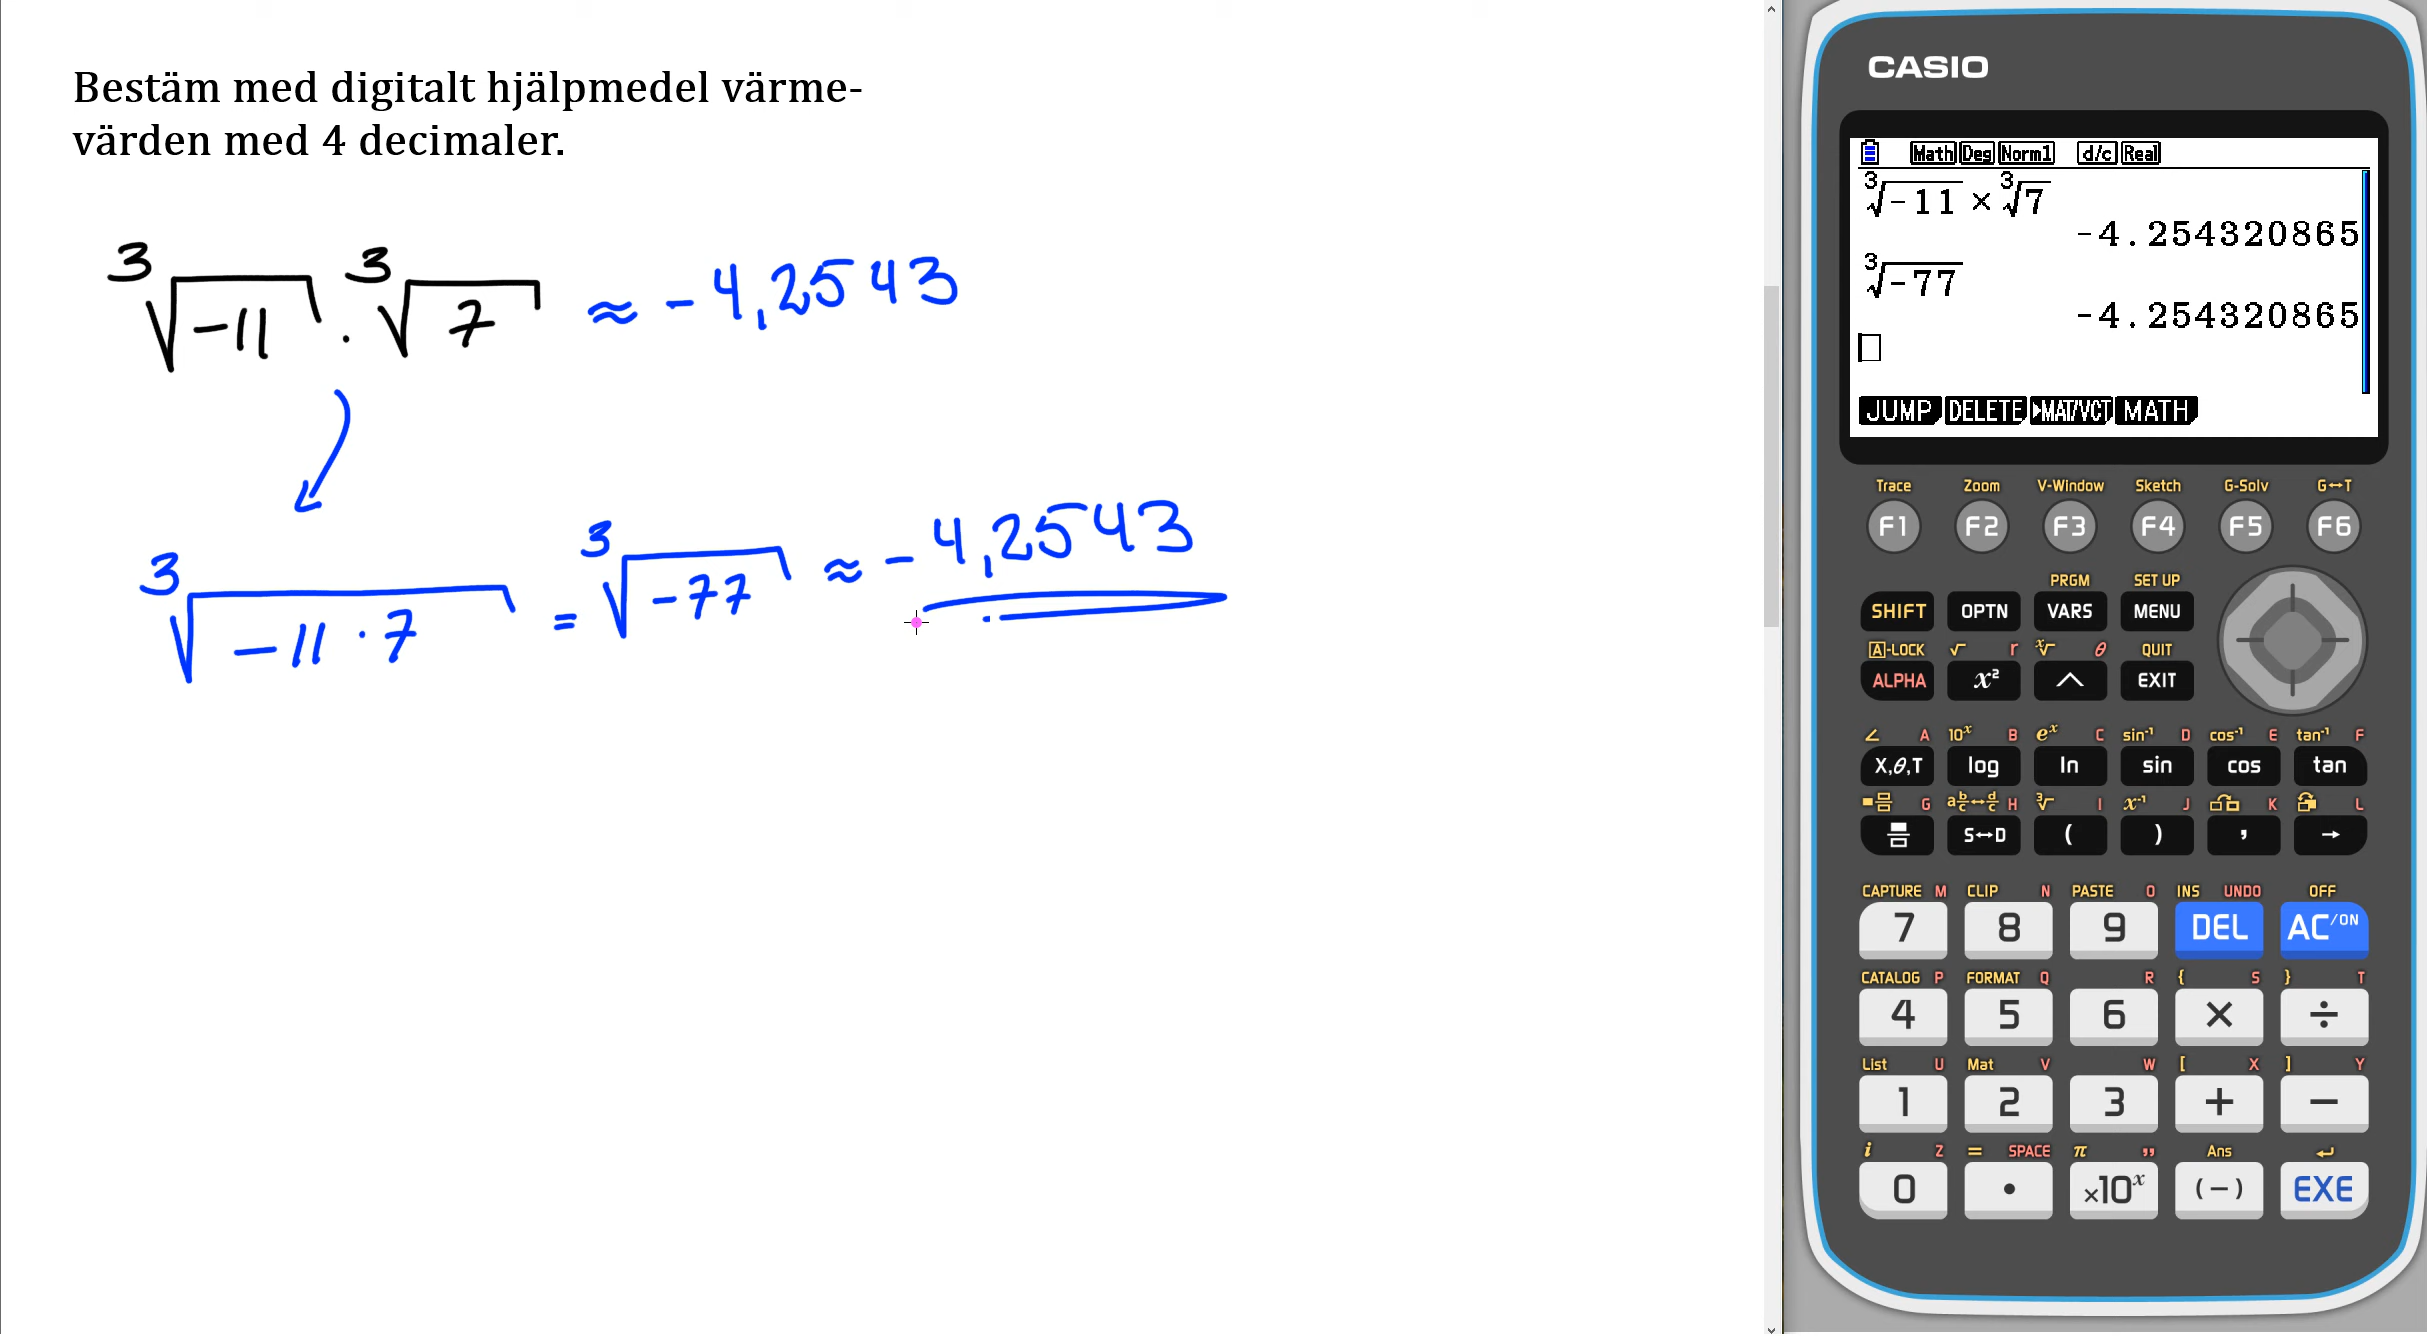 Bestäm med digitalt hjälpmedel värme-
värden med 4 decimaler.
∛-11 · ∛7 ≈ -4,2543
∛-11·7 = ∛-77 ≈ -4,2543
CASIO
Math Deg Norm1 d/c Real
∛-11 × ∛7
-4.254320865
∛-77
-4.254320865
JUMP DELETE ▸MAT/VCT MATH
Trace Zoom V-Window Sketch G-Solv G↔T
F1 F2 F3 F4 F5 F6
PRGM SET UP
SHIFT OPTN VARS MENU
A-LOCK √ r ˣ√ θ QUIT
ALPHA x² ^ EXIT
∠ A 10ˣ B eˣ C sin⁻¹ D cos⁻¹ E tan⁻¹ F
X,θ,T log ln sin cos tan
G a b/c ↔ d/c H ∛ I x⁻¹ J K L
S↔D ( ) , →
CAPTURE M CLIP N PASTE O INS UNDO OFF
7 8 9 DEL AC/ON
CATALOG P FORMAT Q R { S } T
4 5 6 × ÷
List U Mat V W [ X ] Y
1 2 3 + −
i Z = SPACE π ” Ans ↵
0 • ×10ˣ (−) EXE